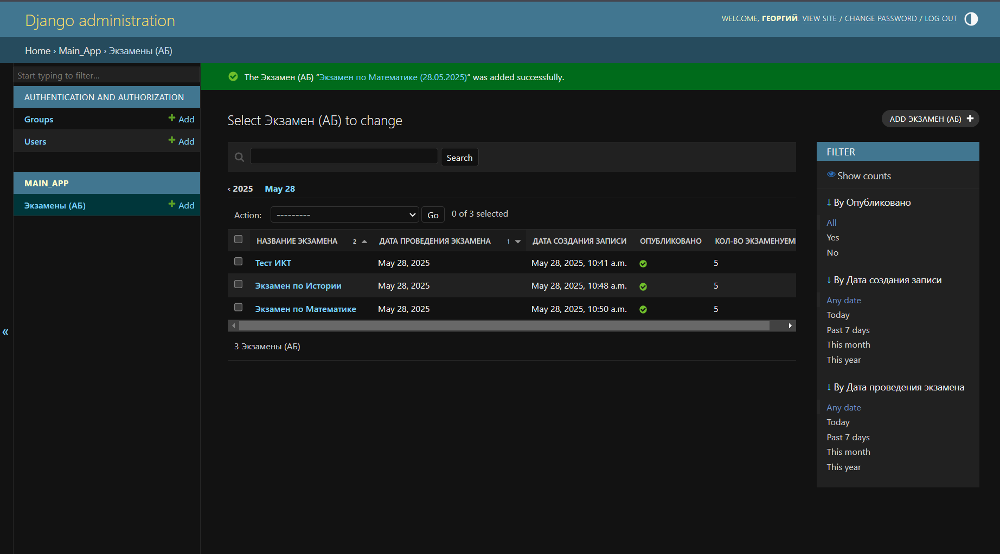 Django administration
WELCOME, ГЕОРГИЙ. VIEW SITE / CHANGE PASSWORD / LOG OUT
Home › Main_App › Экзамены (АБ)
Start typing to filter...
AUTHENTICATION AND AUTHORIZATION
Groups Add
Users Add
MAIN_APP
Экзамены (АБ) Add
«
The Экзамен (АБ) “Экзамен по Математике (28.05.2025)” was added successfully.
Select Экзамен (АБ) to change
ADD ЭКЗАМЕН (АБ)
Search
‹ 2025 May 28
Action: --------- Go 0 of 3 selected
НАЗВАНИЕ ЭКЗАМЕНА 2 ДАТА ПРОВЕДЕНИЯ ЭКЗАМЕНА 1 ДАТА СОЗДАНИЯ ЗАПИСИ ОПУБЛИКОВАНО КОЛ-ВО ЭКЗАМЕНУЕМ
Тест ИКТ May 28, 2025 May 28, 2025, 10:41 a.m. 5
Экзамен по Истории May 28, 2025 May 28, 2025, 10:48 a.m. 5
Экзамен по Математике May 28, 2025 May 28, 2025, 10:50 a.m. 5
3 Экзамены (АБ)
FILTER
Show counts
↓ By Опубликовано
All
Yes
No
↓ By Дата создания записи
Any date
Today
Past 7 days
This month
This year
↓ By Дата проведения экзамена
Any date
Today
Past 7 days
This month
This year